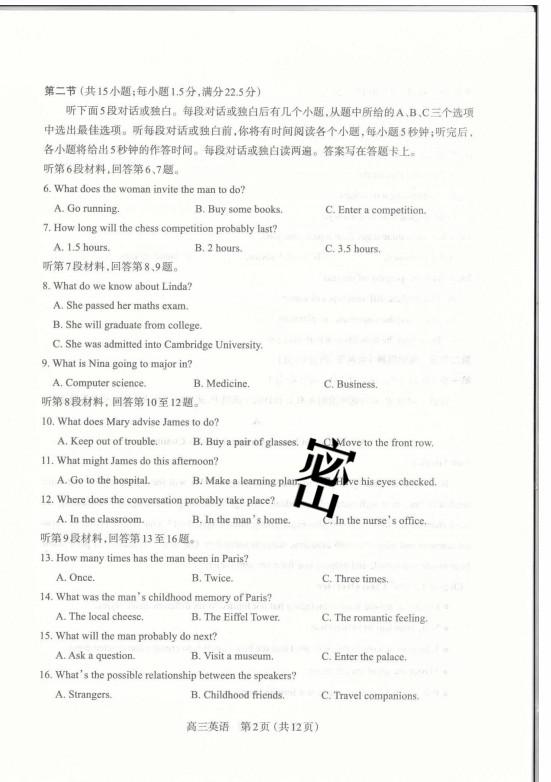 第二节 (共15小题;每小题1.5分,满分22.5分)
听下面5段对话或独白。每段对话或独白后有几个小题,从题中所给的A、B、C三个选项
中选出最佳选项。听每段对话或独白前,你将有时间阅读各个小题,每小题5秒钟;听完后,
各小题将给出5秒钟的作答时间。每段对话或独白读两遍。答案写在答题卡上。
听第6段材料,回答第6、7题。
6. What does the woman invite the man to do?
A. Go running. B. Buy some books. C. Enter a competition.
7. How long will the chess competition probably last?
A. 1.5 hours. B. 2 hours. C. 3.5 hours.
听第7段材料,回答第8、9题。
8. What do we know about Linda?
A. She passed her maths exam.
B. She will graduate from college.
C. She was admitted into Cambridge University.
9. What is Nina going to major in?
A. Computer science. B. Medicine. C. Business.
听第8段材料,回答第10至12题。
10. What does Mary advise James to do?
A. Keep out of trouble. B. Buy a pair of glasses. C. Move to the front row.
11. What might James do this afternoon?
A. Go to the hospital. B. Make a learning plan. Have his eyes checked.
12. Where does the conversation probably take place?
A. In the classroom. B. In the man's home. C. In the nurse's office.
密
听第9段材料,回答第13至16题。
13. How many times has the man been in Paris?
A. Once. B. Twice. C. Three times.
14. What was the man's childhood memory of Paris?
A. The local cheese. B. The Eiffel Tower. C. The romantic feeling.
15. What will the man probably do next?
A. Ask a question. B. Visit a museum. C. Enter the palace.
16. What's the possible relationship between the speakers?
A. Strangers. B. Childhood friends. C. Travel companions.
高三英语 第2页(共12页)